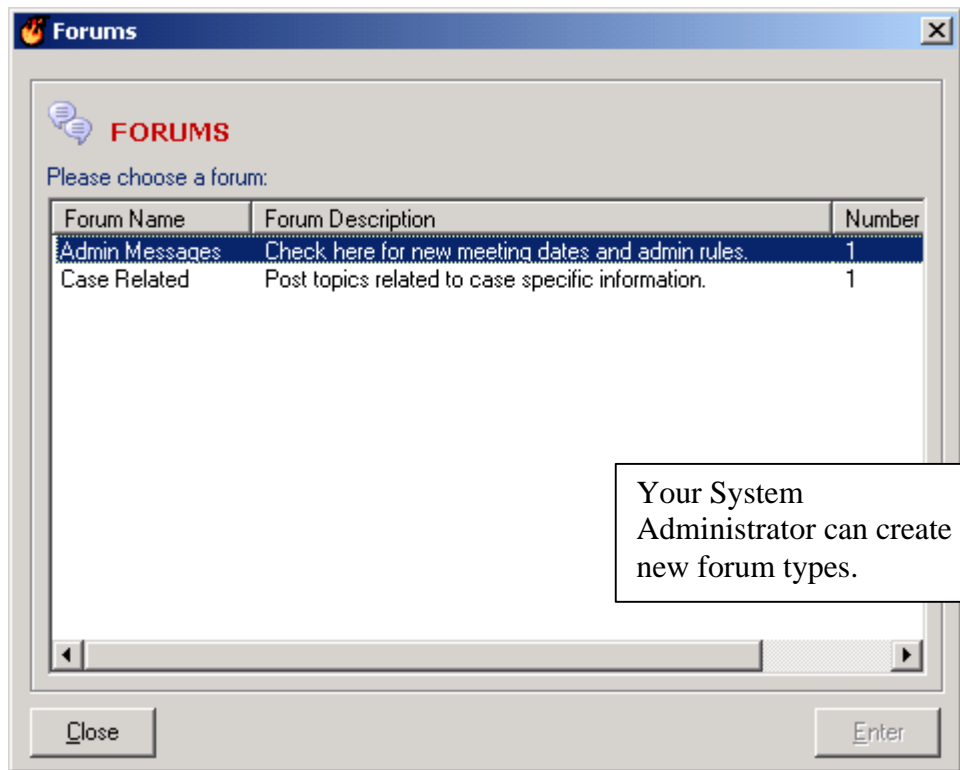 Forums
FORUMS
Please choose a forum:
Forum Name Forum Description Number
Admin Messages Check here for new meeting dates and admin rules. 1
Case Related Post topics related to case specific information. 1
Your System
Administrator can create
new forum types.
Close Enter